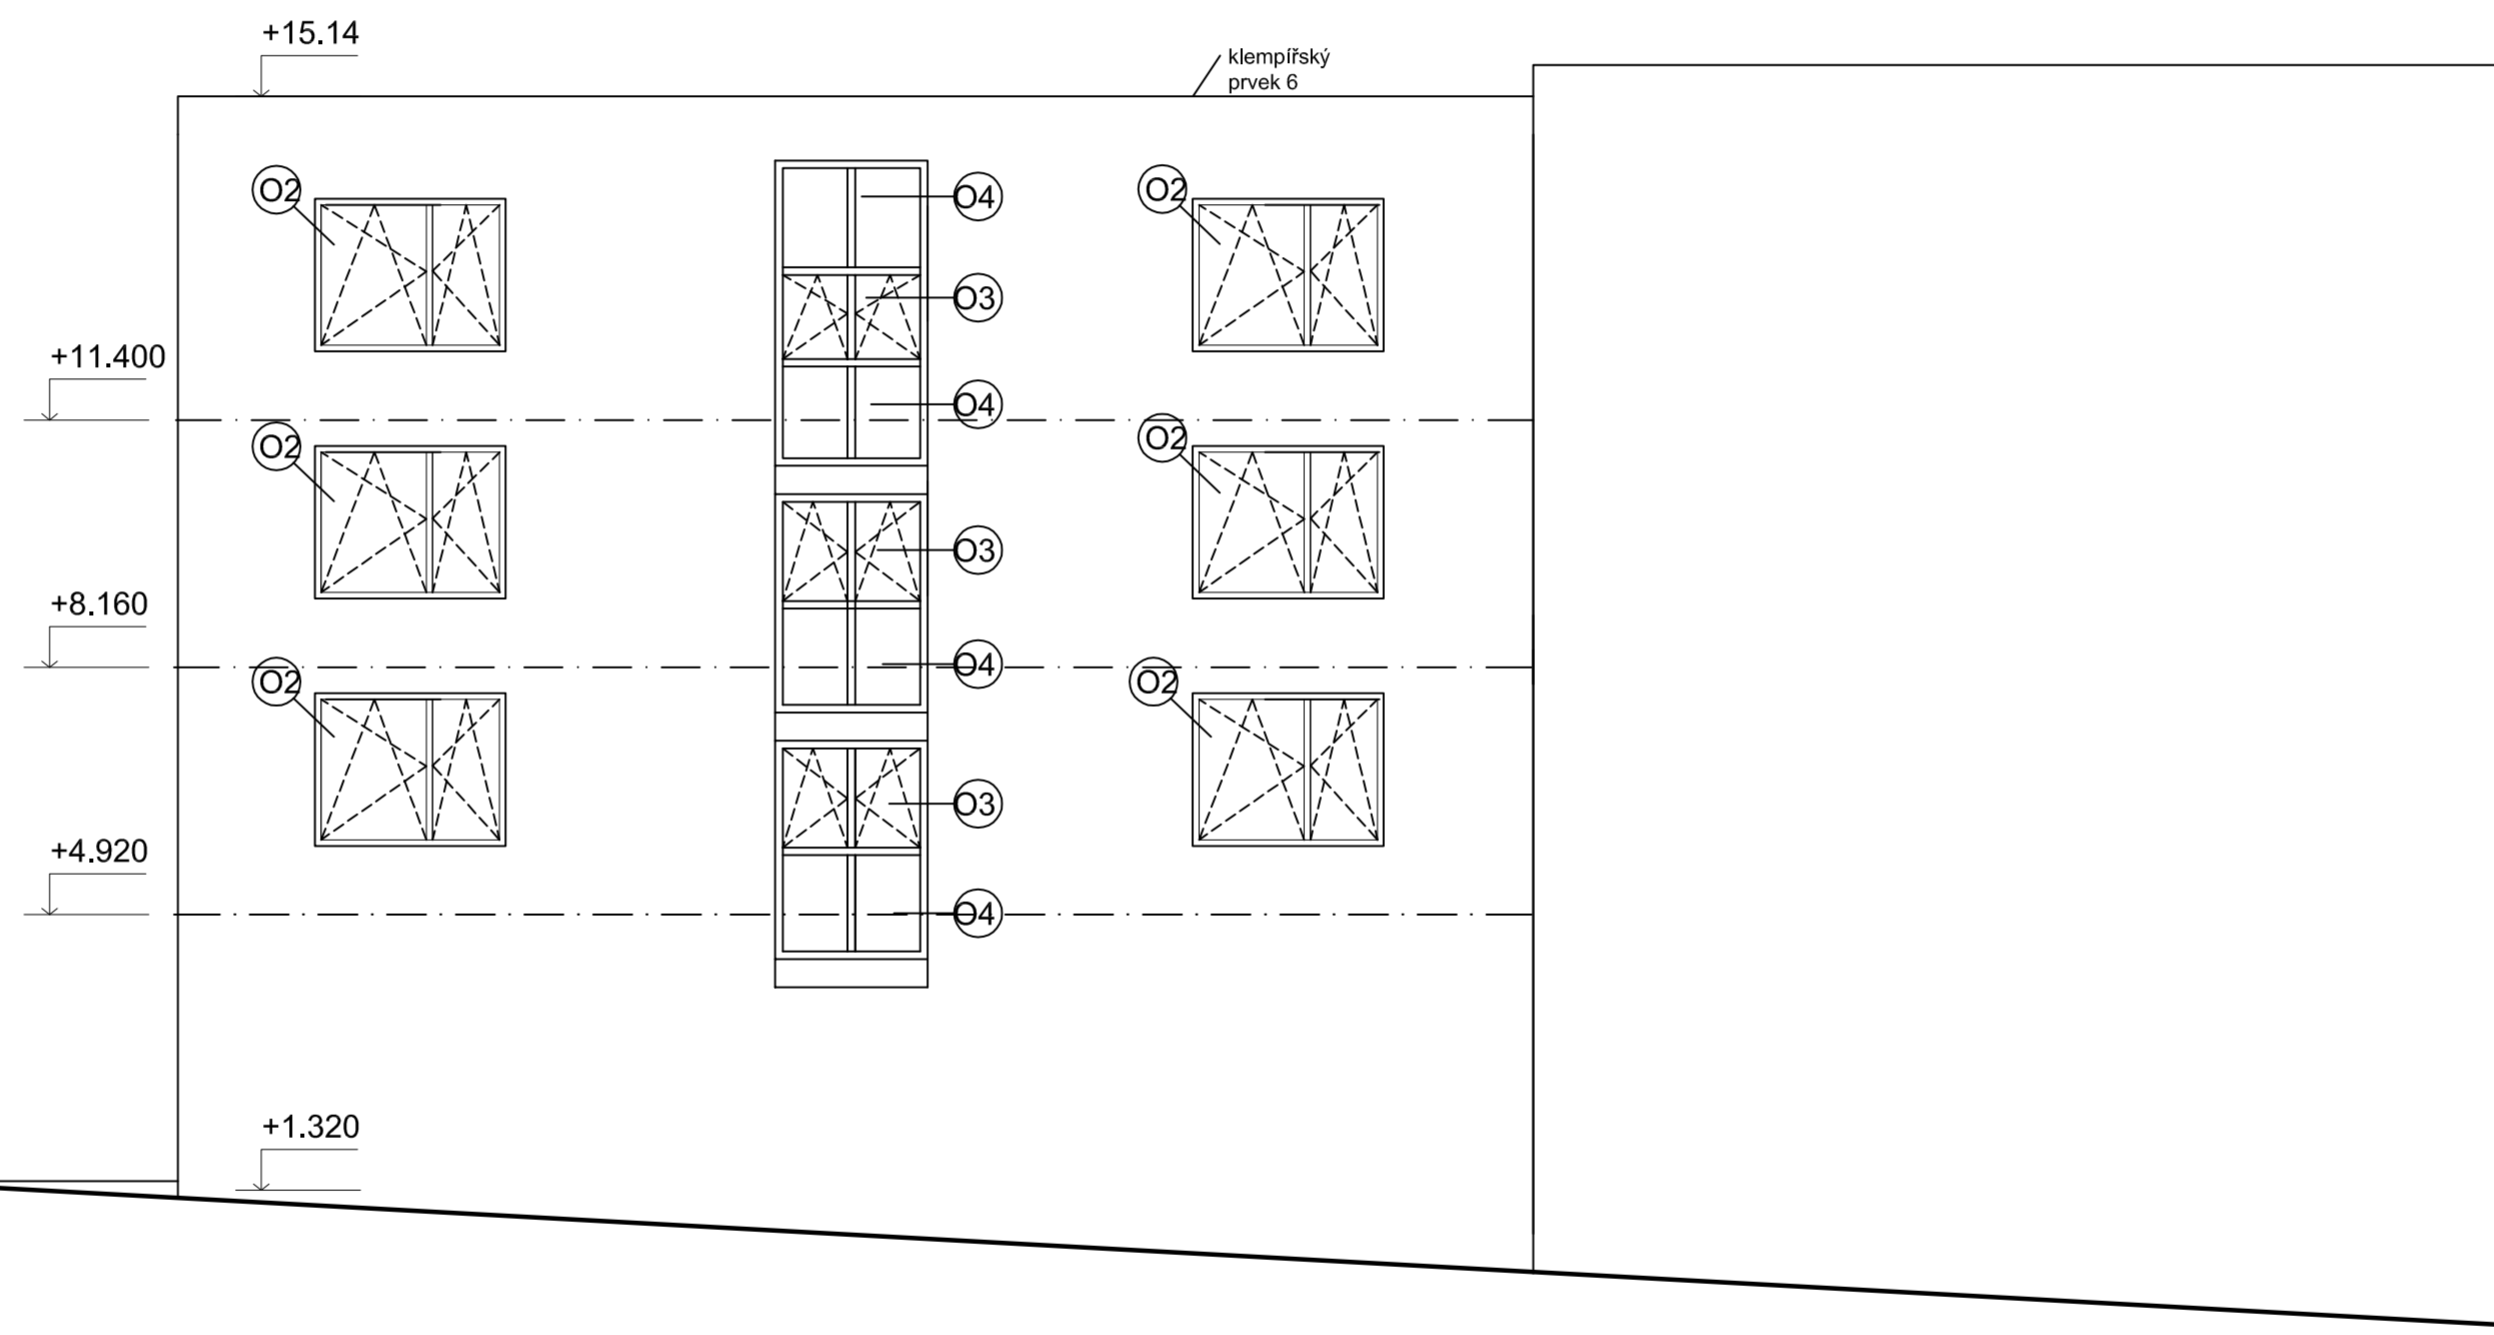 +15.14
klempířský
prvek 6
O2
O4
O2
O3
+11.400
O4
O2
O2
O3
+8.160
O4
O2
O2
O3
+4.920
O4
+1.320